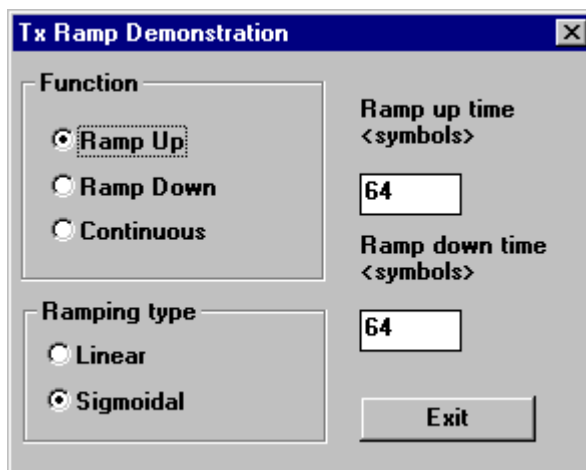 Tx Ramp Demonstration
Function
Ramp Up
Ramp Down
Continuous
Ramping type
Linear
Sigmoidal
Ramp up time
<symbols>
64
Ramp down time
<symbols>
64
Exit